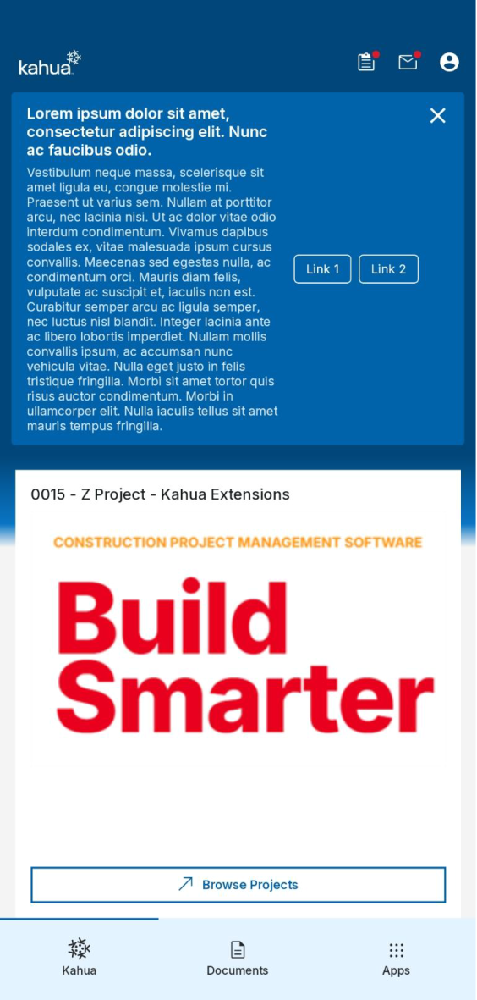 kahua
Lorem ipsum dolor sit amet,
consectetur adipiscing elit. Nunc
ac faucibus odio.
Vestibulum neque massa, scelerisque sit
amet ligula eu, congue molestie mi.
Praesent ut varius sem. Nullam at porttitor
arcu, nec lacinia nisi. Ut ac dolor vitae odio
interdum condimentum. Vivamus dapibus
sodales ex, vitae malesuada ipsum cursus
convallis. Maecenas sed egestas nulla, ac
condimentum orci. Mauris diam felis,
vulputate ac suscipit et, iaculis non est.
Curabitur semper arcu ac ligula semper,
nec luctus nisl blandit. Integer lacinia ante
ac libero lobortis imperdiet. Nullam mollis
convallis ipsum, ac accumsan nunc
vehicula vitae. Nulla eget justo in felis
tristique fringilla. Morbi sit amet tortor quis
risus auctor condimentum. Morbi in
ullamcorper elit. Nulla iaculis tellus sit amet
mauris tempus fringilla.
Link 1
Link 2
0015 - Z Project - Kahua Extensions
CONSTRUCTION PROJECT MANAGEMENT SOFTWARE
Build
Smarter
Browse Projects
Kahua
Documents
Apps